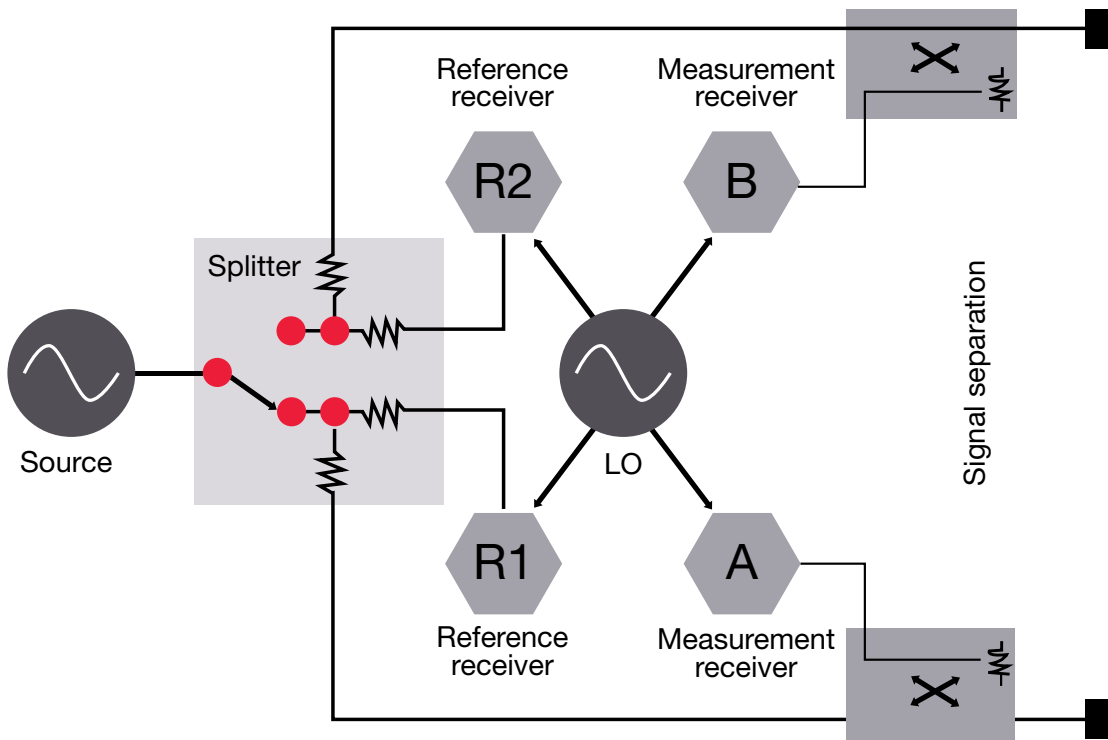 Reference
receiver
Measurement
receiver
R2
B
Splitter
Source
LO
Signal separation
R1
A
Reference
receiver
Measurement
receiver